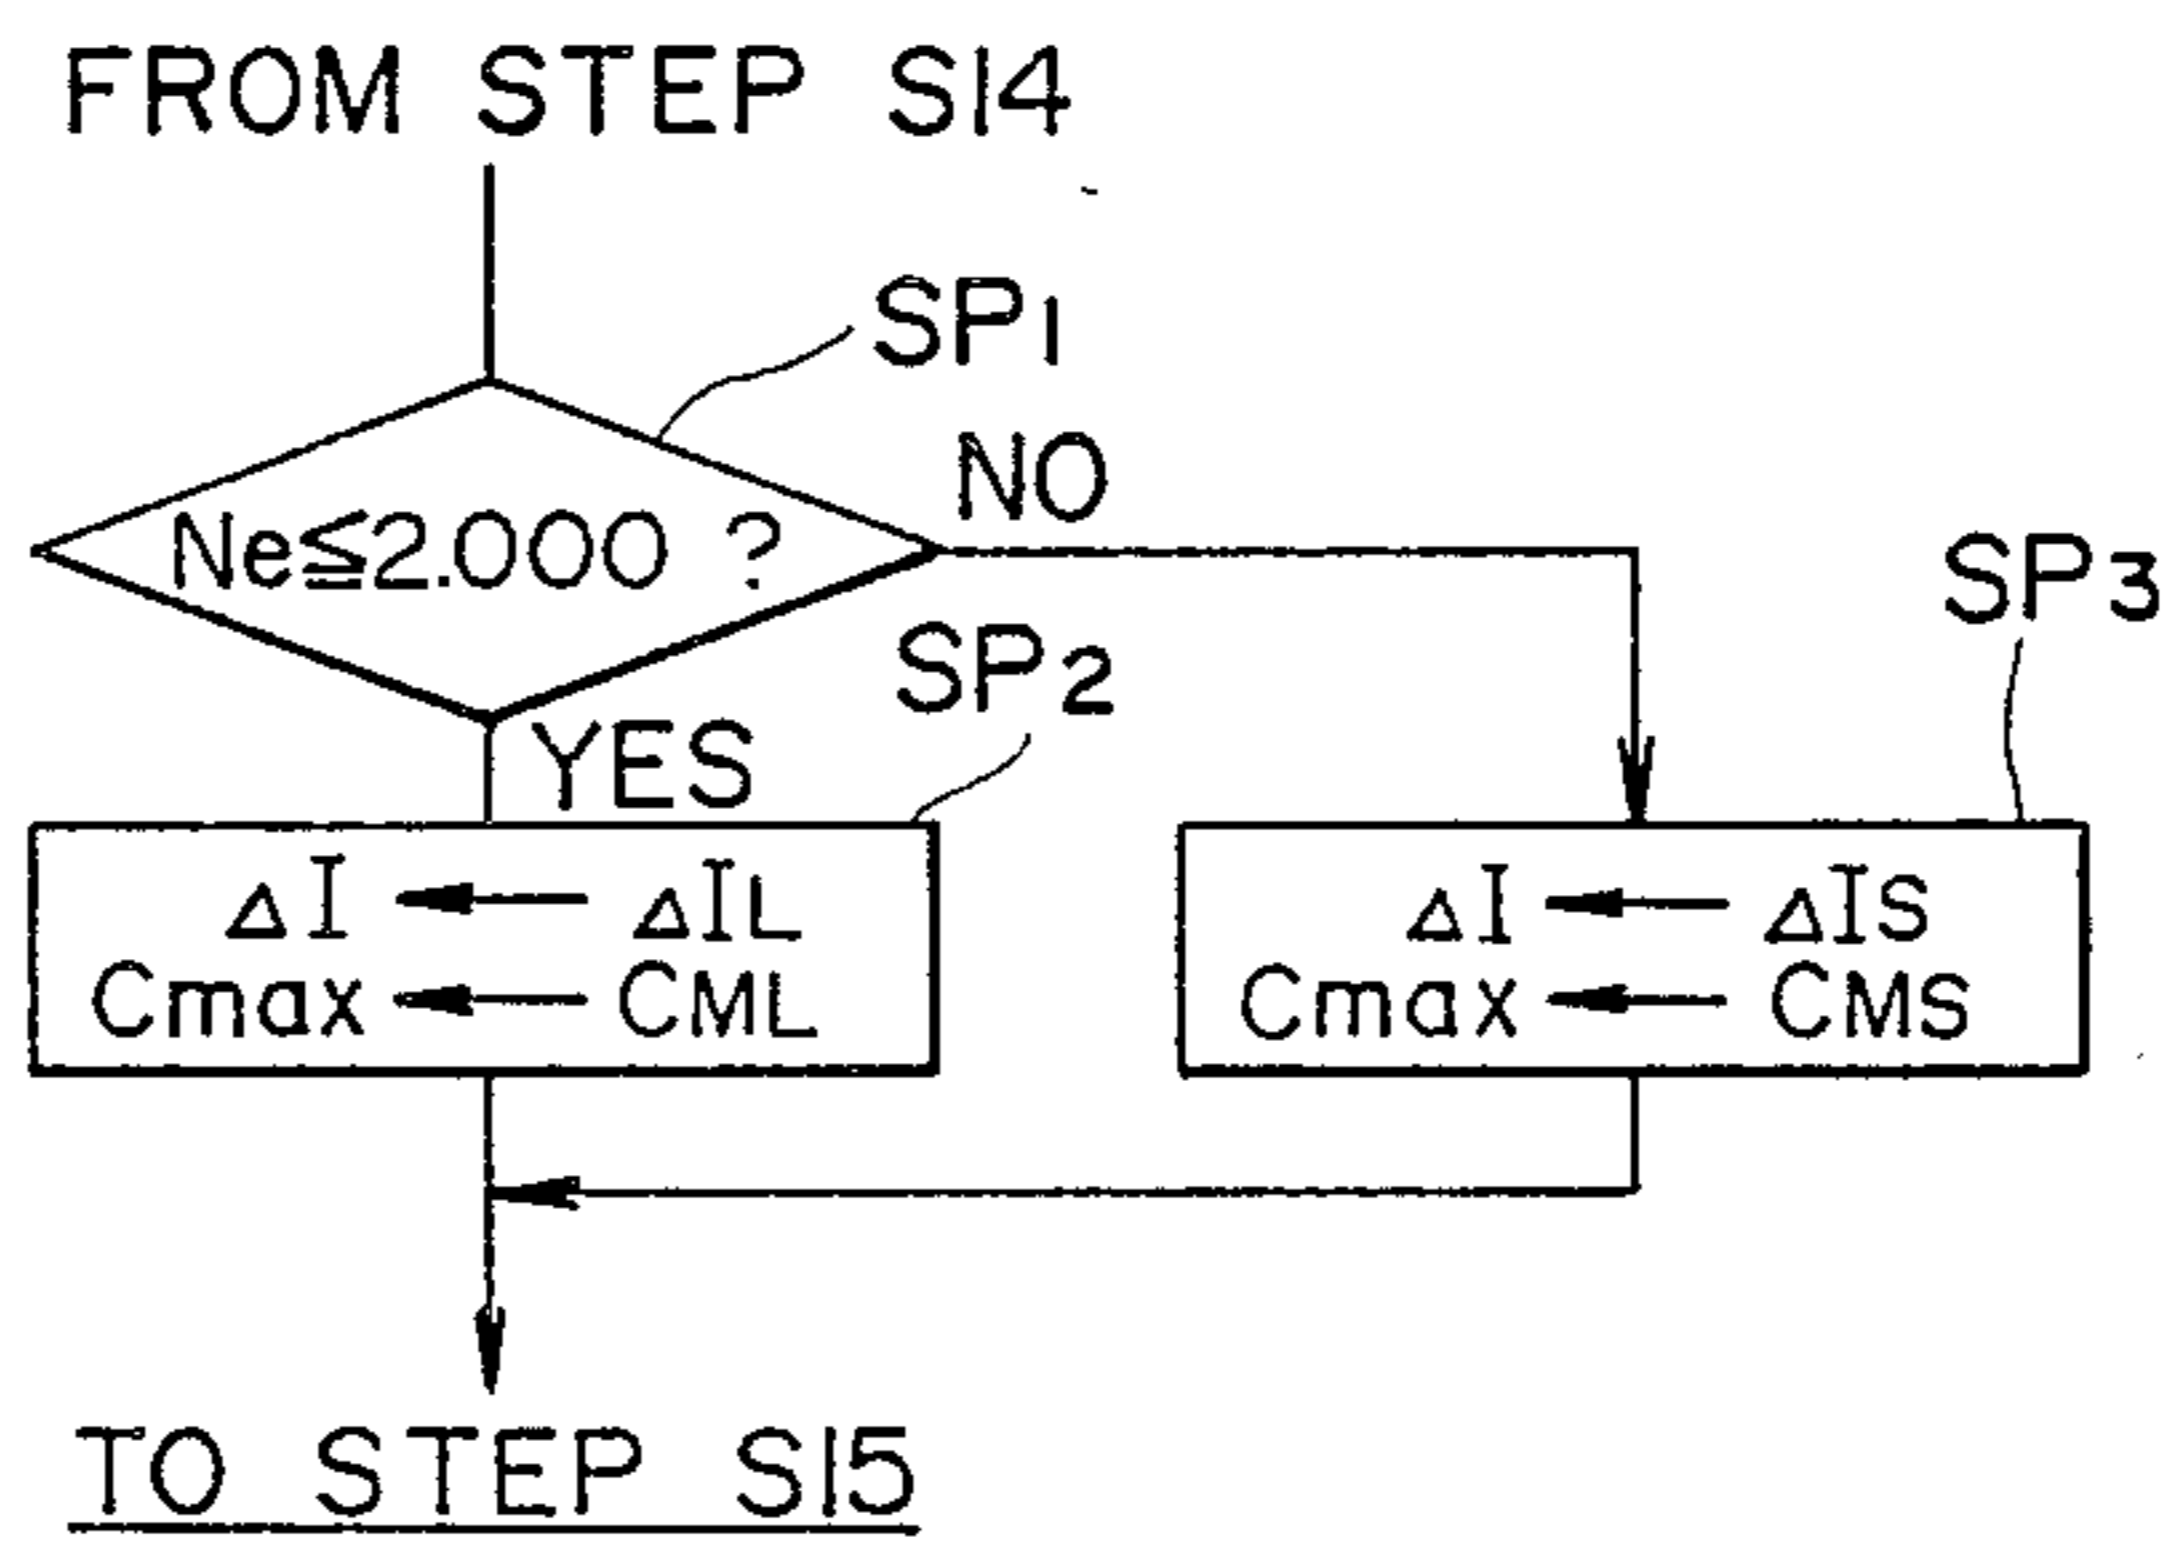 FROM STEP S14
SP1
NO
Ne≦2.000 ?
SP3
SP2
YES
ΔI ← ΔIL
Cmax ← CML
ΔI ← ΔIS
Cmax ← CMS
TO STEP S15